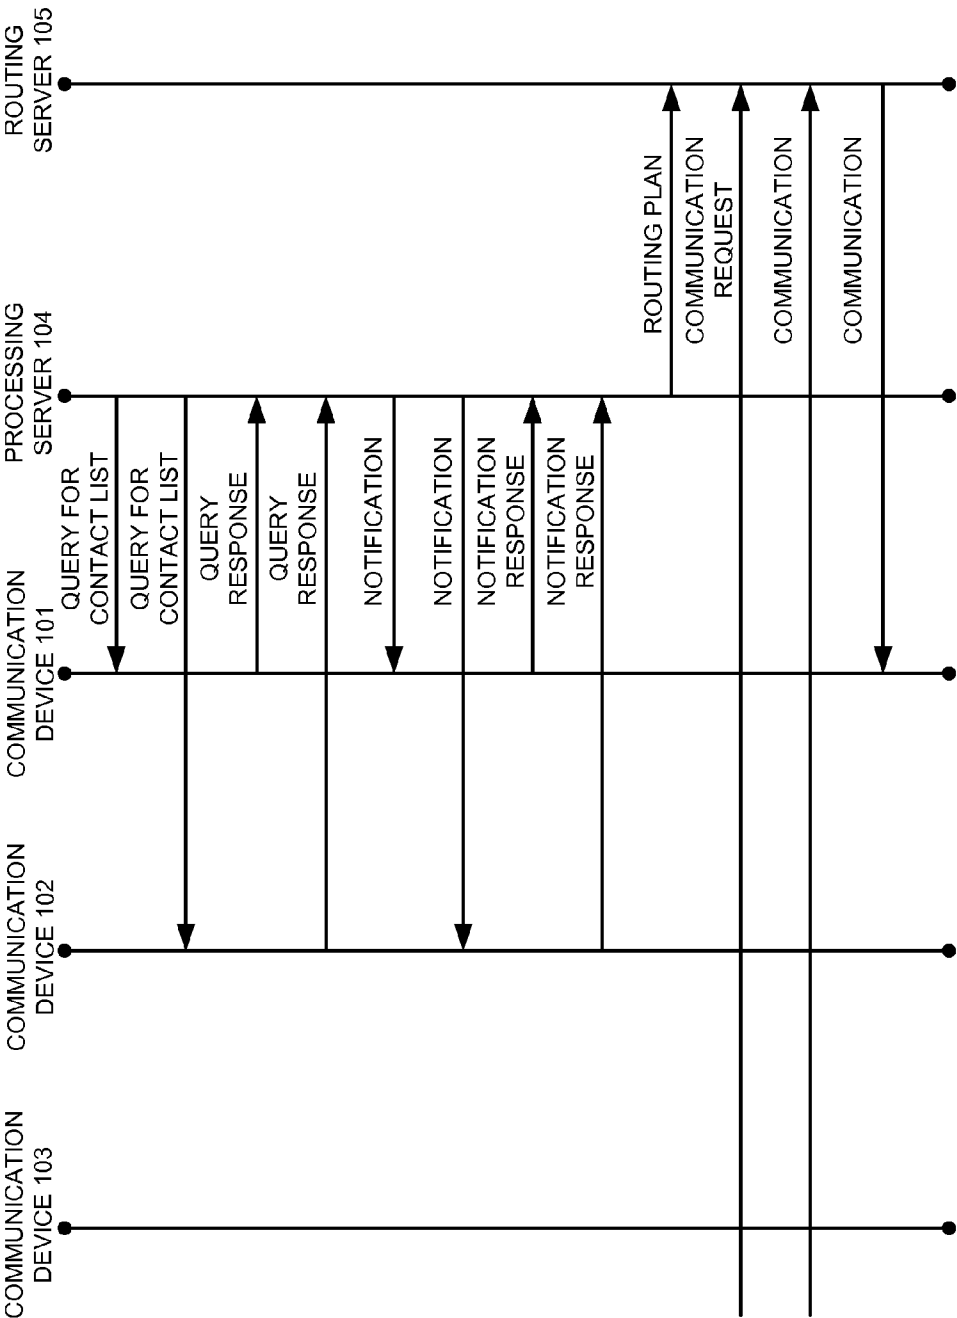 COMMUNICATION
DEVICE 103
COMMUNICATION
DEVICE 102
COMMUNICATION
DEVICE 101
PROCESSING
SERVER 104
ROUTING
SERVER 105
QUERY FOR
CONTACT LIST
QUERY FOR
CONTACT LIST
QUERY
RESPONSE
QUERY
RESPONSE
NOTIFICATION
NOTIFICATION
NOTIFICATION
RESPONSE
NOTIFICATION
RESPONSE
ROUTING PLAN
COMMUNICATION
REQUEST
COMMUNICATION
COMMUNICATION